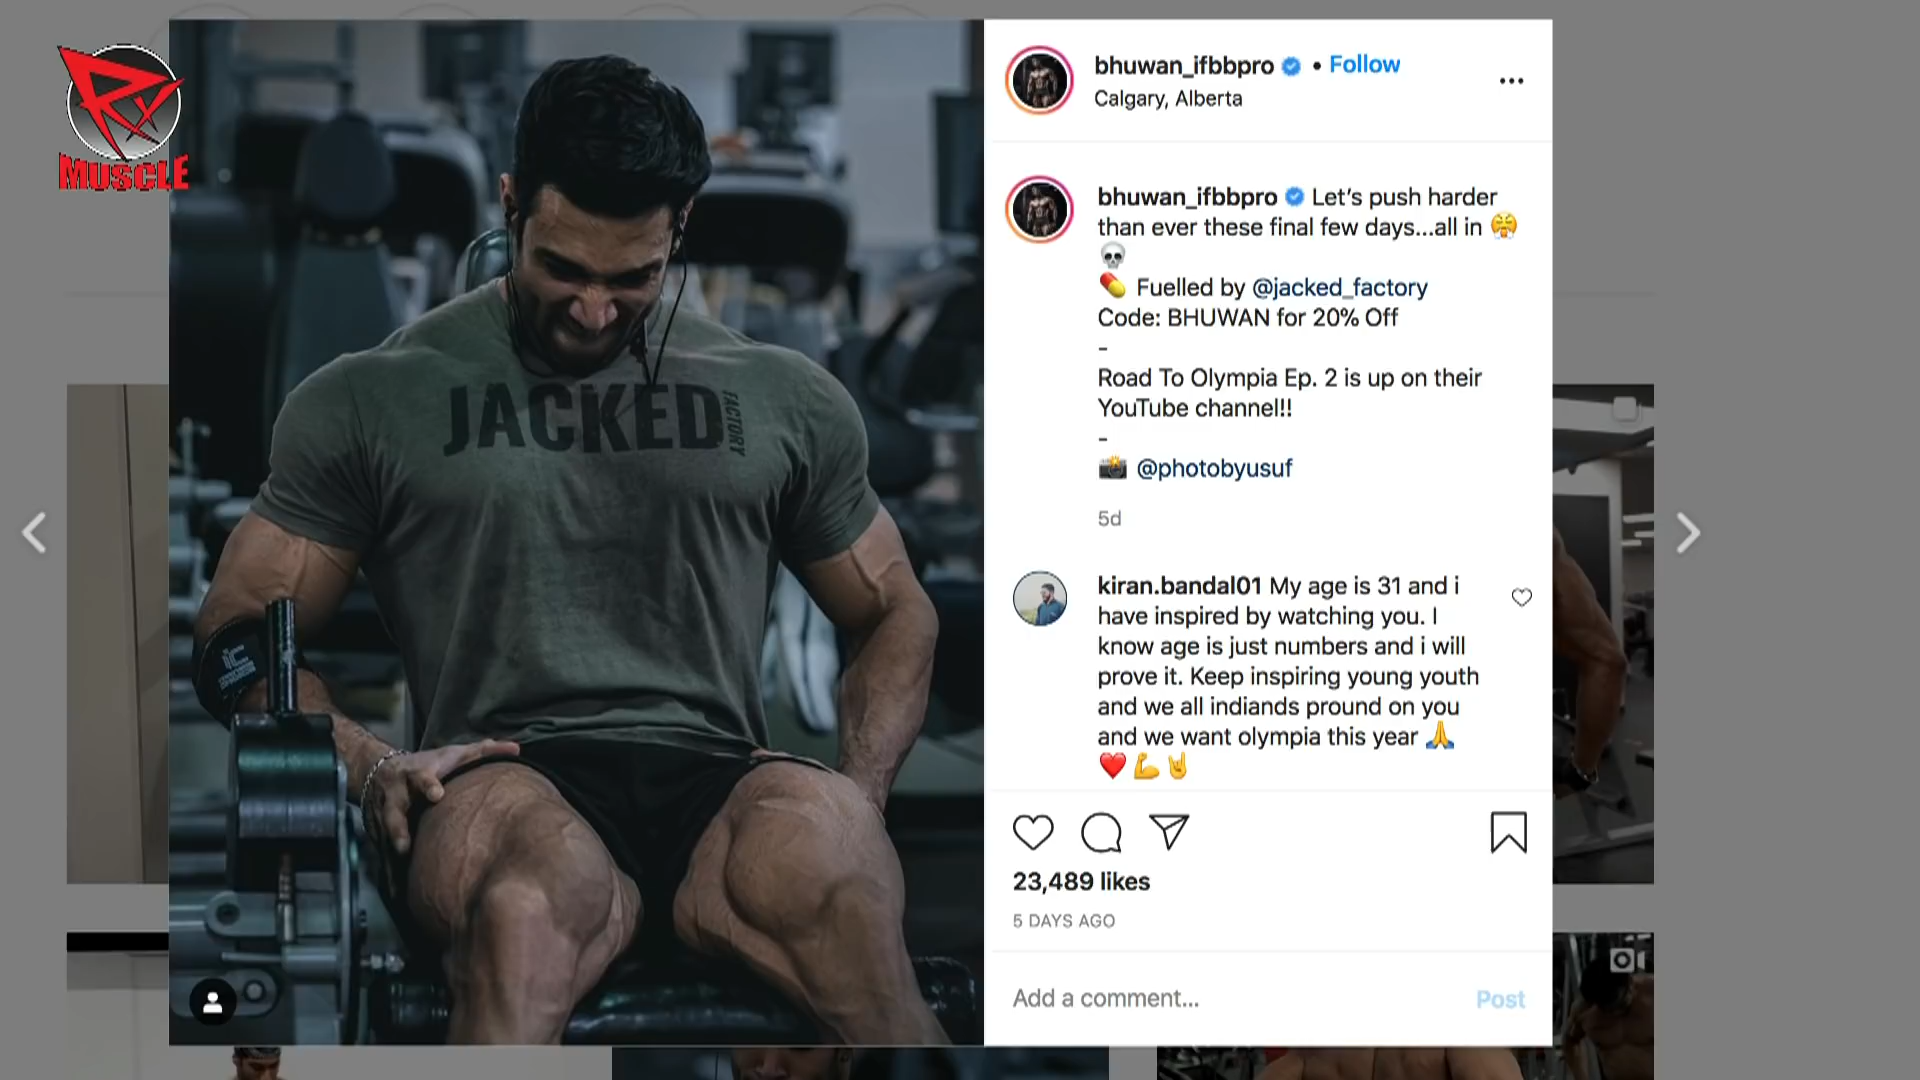 RX
MUSCLE
JACKED
FACTORY
bhuwan_ifbbpro • Follow
•••
Calgary, Alberta
bhuwan_ifbbpro Let’s push harder
than ever these final few days...all in 😤
💀
💊 Fuelled by @jacked_factory
Code: BHUWAN for 20% Off
-
Road To Olympia Ep. 2 is up on their
YouTube channel!!
-
📸 @photobyusuf
5d
kiran.bandal01 My age is 31 and i
have inspired by watching you. I
know age is just numbers and i will
prove it. Keep inspiring young youth
and we all indiands pround on you
and we want olympia this year 🙏
❤️💪🤘
23,489 likes
5 DAYS AGO
Add a comment...
Post